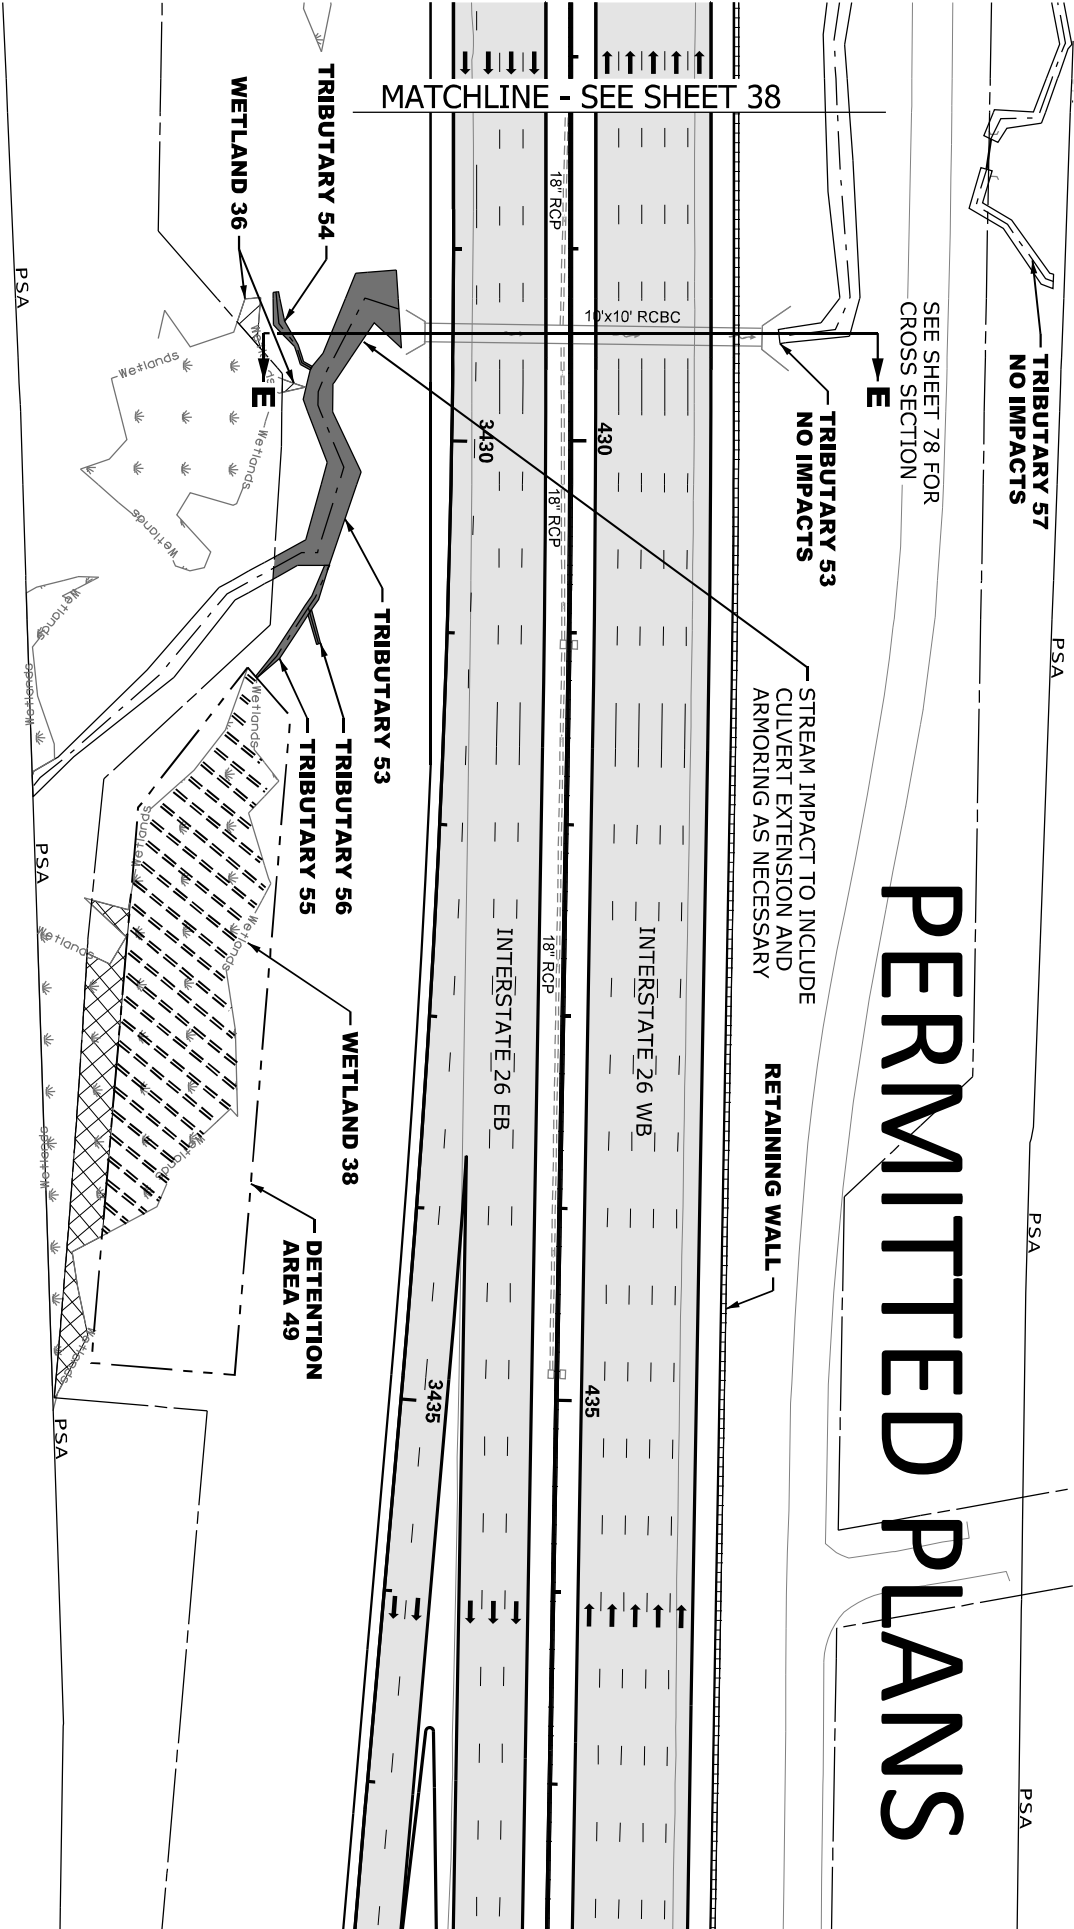 MATCHLINE - SEE SHEET 38
PERMITTED PLANS
TRIBUTARY 57
NO IMPACTS
SEE SHEET 78 FOR
CROSS SECTION
E
TRIBUTARY 53
NO IMPACTS
STREAM IMPACT TO INCLUDE
CULVERT EXTENSION AND
ARMORING AS NECESSARY
RETAINING WALL
10'x10' RCBC
430
435
INTERSTATE 26 WB
18" RCP
18" RCP
18" RCP
3430
3435
INTERSTATE 26 EB
TRIBUTARY 54
WETLAND 36
E
TRIBUTARY 53
TRIBUTARY 56
TRIBUTARY 55
WETLAND 38
DETENTION
AREA 49
Wetlands
Wetlands
Wetlands
Wetlands
Wetlands
Wetlands
Wetlands
Wetlands
Wetlands
Wetlands
Wetlands
Wetlands
Wetlands
PSA
PSA
PSA
PSA
PSA
PSA